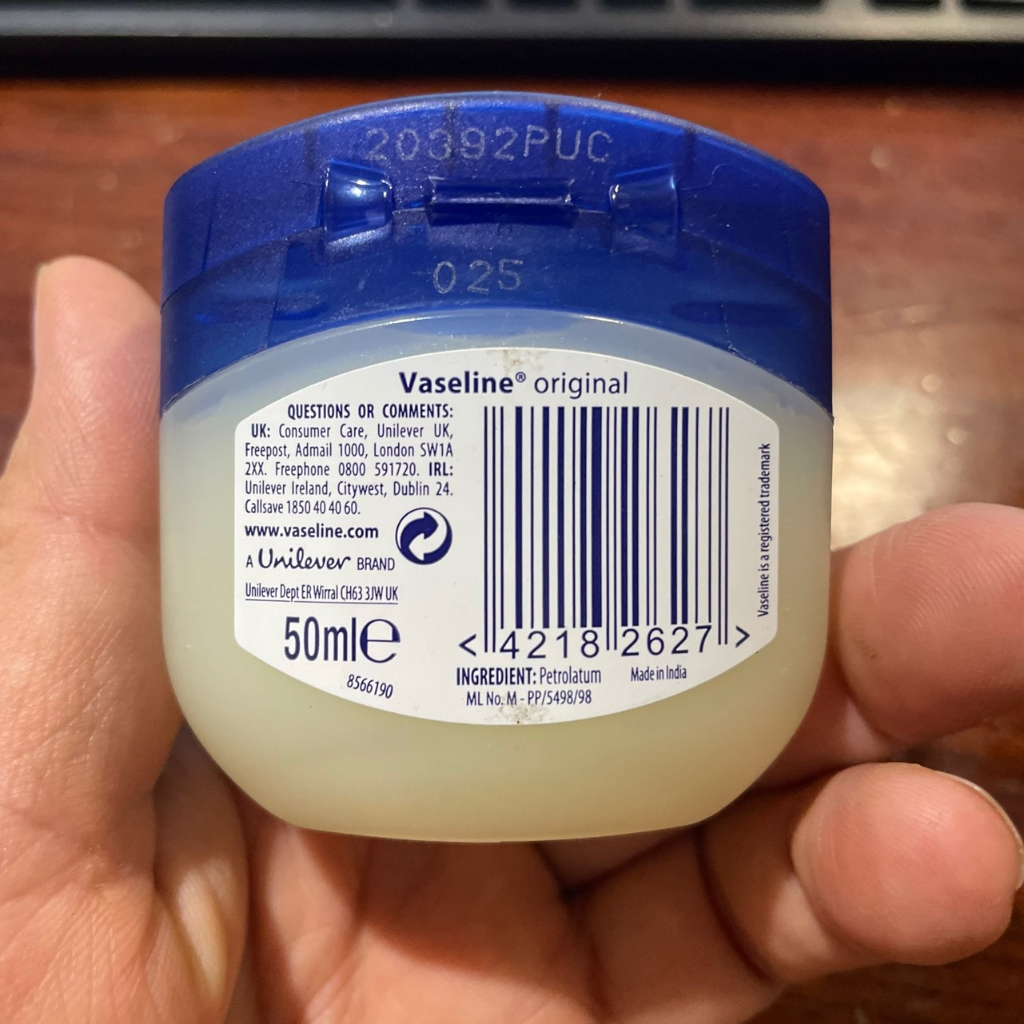 20392PUC
025
Vaseline® original
QUESTIONS OR COMMENTS:
UK: Consumer Care, Unilever UK,
Freepost, Admail 1000, London SW1A
2XX. Freephone 0800 591720. IRL:
Unilever Ireland, Citywest, Dublin 24.
Callsave 1850 40 40 60.
www.vaseline.com
A Unilever BRAND
Unilever Dept ER Wirral CH63 3JW UK
50ml℮
8566190
<4218 2627>
INGREDIENT: Petrolatum
Made in India
ML No. M - PP/5498/98
Vaseline is a registered trademark